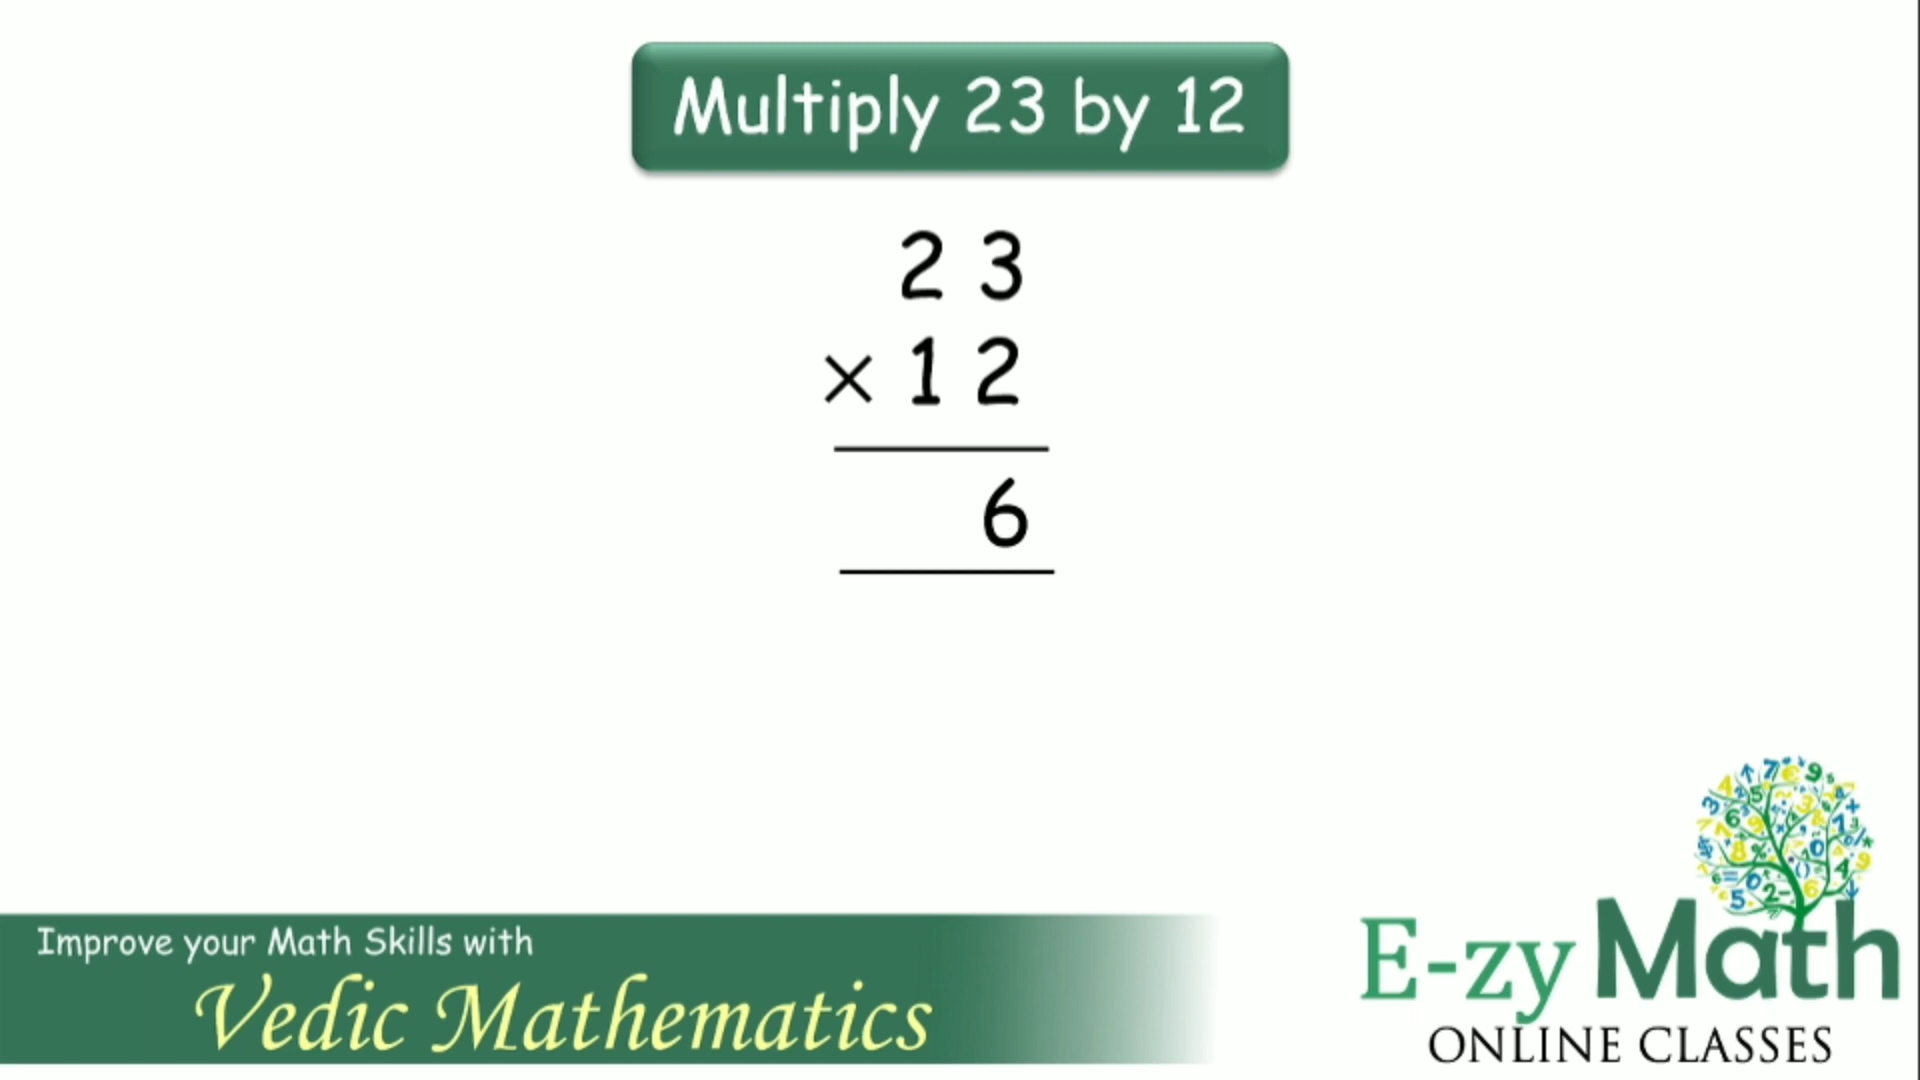 Multiply 23 by 12
2 3
× 1 2
6
Improve your Math Skills with
Vedic Mathematics
E-zy Math
ONLINE CLASSES